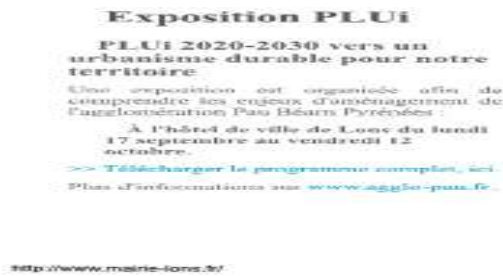 Exposition PLUi
PLUi 2020-2030 vers un
urbanisme durable pour notre
territoire
Une exposition est organisée afin de
comprendre les enjeux d'aménagement de
l'agglomération Pau Béarn Pyrénées :
À l'hôtel de ville de Lons du lundi
17 septembre au vendredi 12
octobre.
>> Télécharger le programme complet, ici
Plus d'informations sur www.agglo-pau.fr.
http://www.mairie-lons.fr/